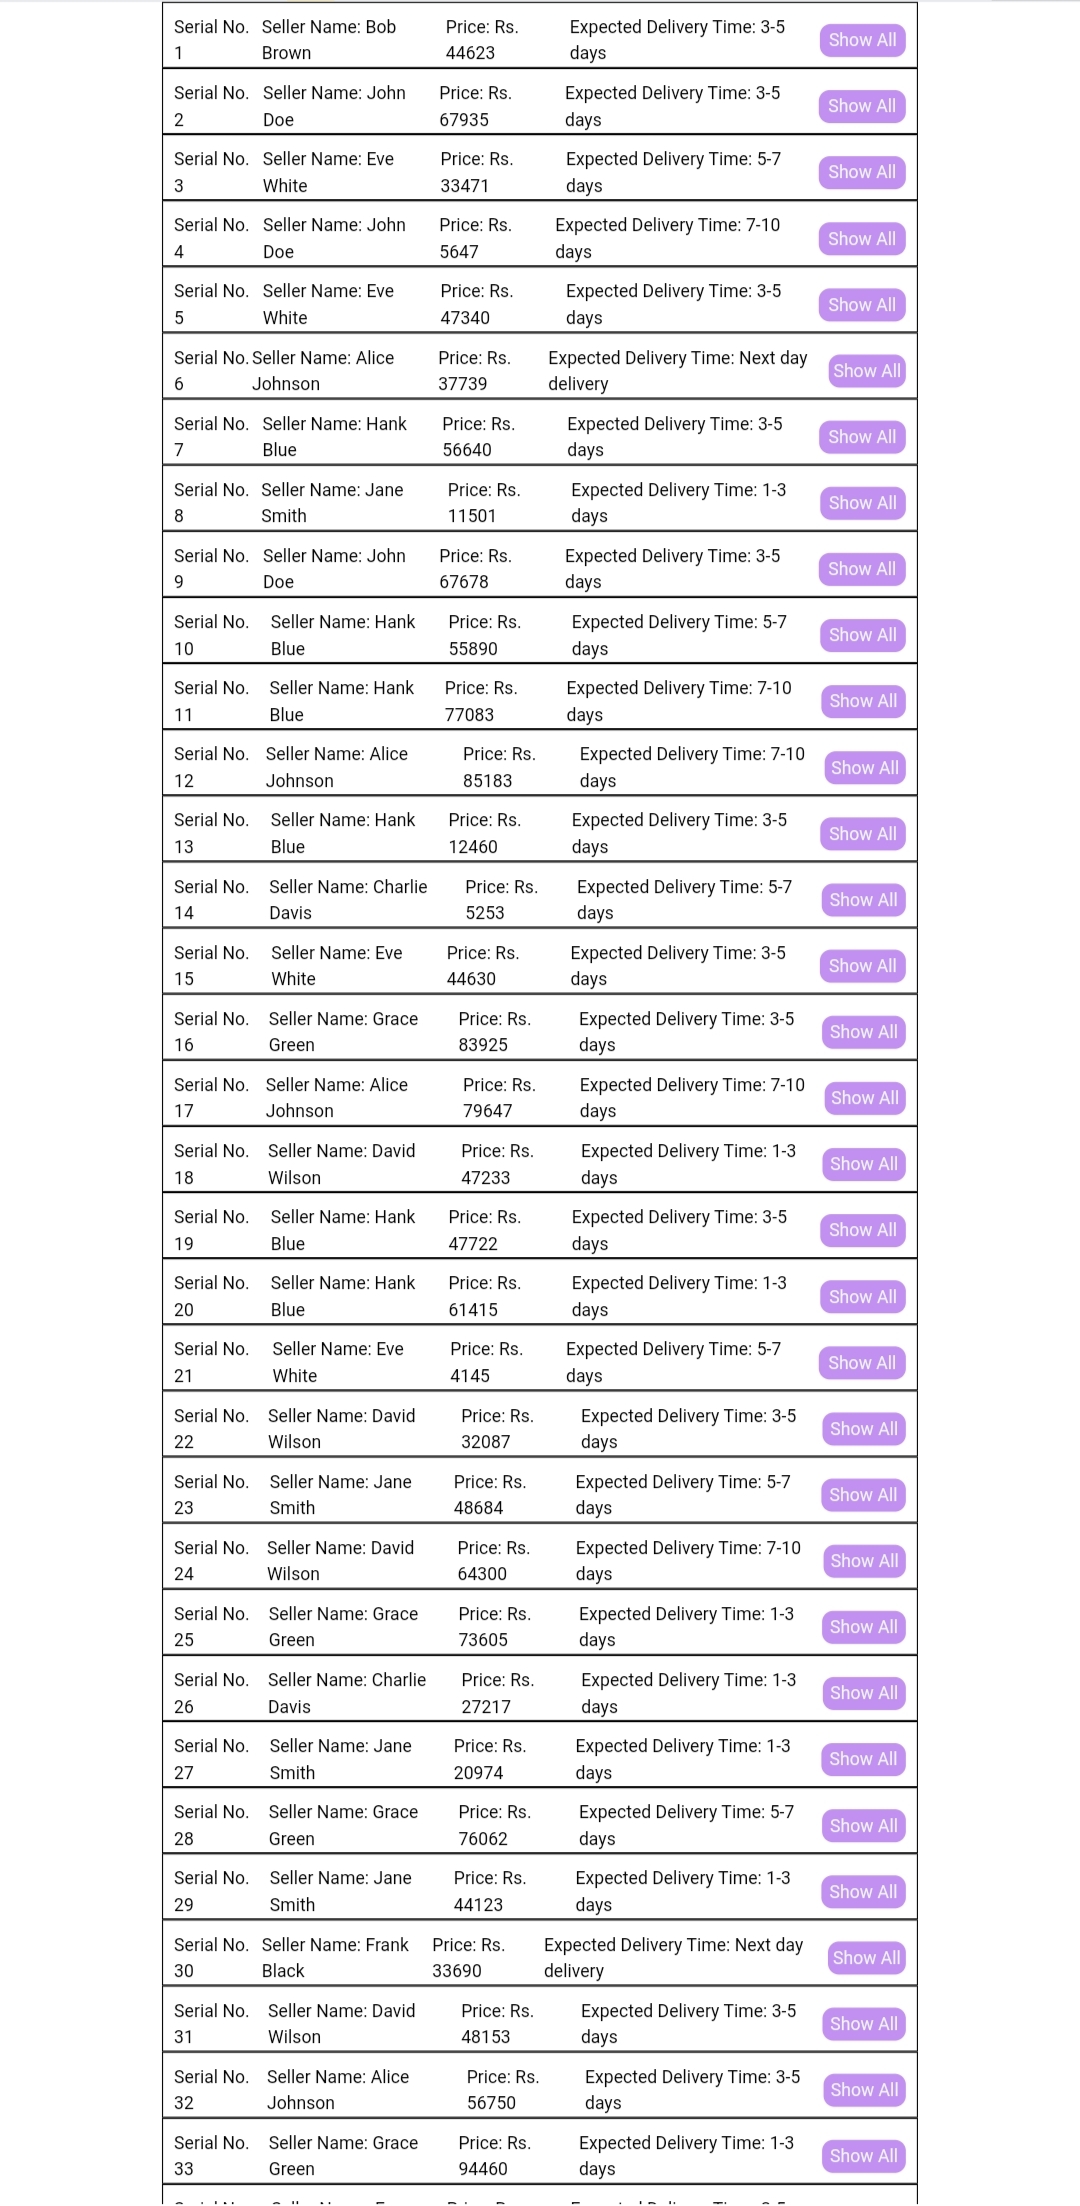 Serial No. Seller Name: Bob Price: Rs. Expected Delivery Time: 3-5 Show All
1 Brown 44623 days
Serial No. Seller Name: John Price: Rs. Expected Delivery Time: 3-5 Show All
2 Doe 67935 days
Serial No. Seller Name: Eve Price: Rs. Expected Delivery Time: 5-7 Show All
3 White 33471 days
Serial No. Seller Name: John Price: Rs. Expected Delivery Time: 7-10 Show All
4 Doe 5647 days
Serial No. Seller Name: Eve Price: Rs. Expected Delivery Time: 3-5 Show All
5 White 47340 days
Serial No. Seller Name: Alice Price: Rs. Expected Delivery Time: Next day Show All
6 Johnson 37739 delivery
Serial No. Seller Name: Hank Price: Rs. Expected Delivery Time: 3-5 Show All
7 Blue 56640 days
Serial No. Seller Name: Jane Price: Rs. Expected Delivery Time: 1-3 Show All
8 Smith 11501 days
Serial No. Seller Name: John Price: Rs. Expected Delivery Time: 3-5 Show All
9 Doe 67678 days
Serial No. Seller Name: Hank Price: Rs. Expected Delivery Time: 5-7 Show All
10 Blue 55890 days
Serial No. Seller Name: Hank Price: Rs. Expected Delivery Time: 7-10 Show All
11 Blue 77083 days
Serial No. Seller Name: Alice Price: Rs. Expected Delivery Time: 7-10 Show All
12 Johnson 85183 days
Serial No. Seller Name: Hank Price: Rs. Expected Delivery Time: 3-5 Show All
13 Blue 12460 days
Serial No. Seller Name: Charlie Price: Rs. Expected Delivery Time: 5-7 Show All
14 Davis 5253 days
Serial No. Seller Name: Eve Price: Rs. Expected Delivery Time: 3-5 Show All
15 White 44630 days
Serial No. Seller Name: Grace Price: Rs. Expected Delivery Time: 3-5 Show All
16 Green 83925 days
Serial No. Seller Name: Alice Price: Rs. Expected Delivery Time: 7-10 Show All
17 Johnson 79647 days
Serial No. Seller Name: David Price: Rs. Expected Delivery Time: 1-3 Show All
18 Wilson 47233 days
Serial No. Seller Name: Hank Price: Rs. Expected Delivery Time: 3-5 Show All
19 Blue 47722 days
Serial No. Seller Name: Hank Price: Rs. Expected Delivery Time: 1-3 Show All
20 Blue 61415 days
Serial No. Seller Name: Eve Price: Rs. Expected Delivery Time: 5-7 Show All
21 White 4145 days
Serial No. Seller Name: David Price: Rs. Expected Delivery Time: 3-5 Show All
22 Wilson 32087 days
Serial No. Seller Name: Jane Price: Rs. Expected Delivery Time: 5-7 Show All
23 Smith 48684 days
Serial No. Seller Name: David Price: Rs. Expected Delivery Time: 7-10 Show All
24 Wilson 64300 days
Serial No. Seller Name: Grace Price: Rs. Expected Delivery Time: 1-3 Show All
25 Green 73605 days
Serial No. Seller Name: Charlie Price: Rs. Expected Delivery Time: 1-3 Show All
26 Davis 27217 days
Serial No. Seller Name: Jane Price: Rs. Expected Delivery Time: 1-3 Show All
27 Smith 20974 days
Serial No. Seller Name: Grace Price: Rs. Expected Delivery Time: 5-7 Show All
28 Green 76062 days
Serial No. Seller Name: Jane Price: Rs. Expected Delivery Time: 1-3 Show All
29 Smith 44123 days
Serial No. Seller Name: Frank Price: Rs. Expected Delivery Time: Next day Show All
30 Black 33690 delivery
Serial No. Seller Name: David Price: Rs. Expected Delivery Time: 3-5 Show All
31 Wilson 48153 days
Serial No. Seller Name: Alice Price: Rs. Expected Delivery Time: 3-5 Show All
32 Johnson 56750 days
Serial No. Seller Name: Grace Price: Rs. Expected Delivery Time: 1-3 Show All
33 Green 94460 days